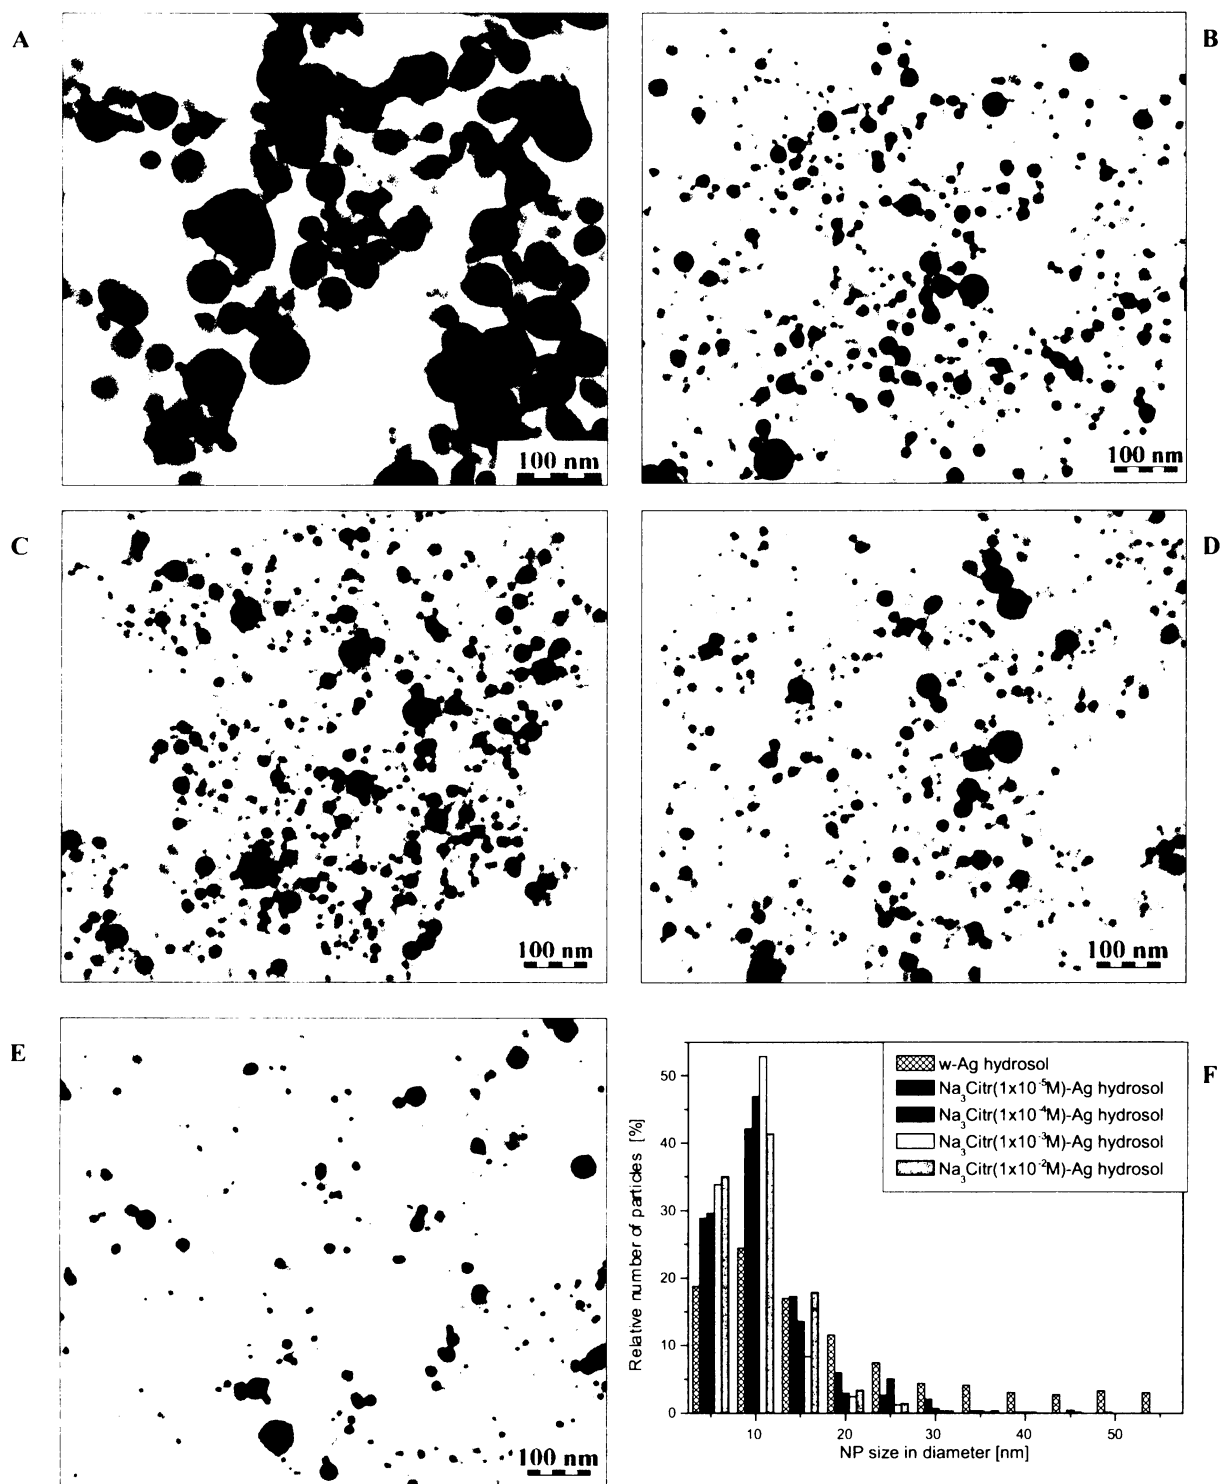 A
100 nm
B
100 nm
C
100 nm
D
100 nm
E
100 nm
F
w-Ag hydrosol
Na₃Citr(1x10⁻⁵M)-Ag hydrosol
Na₃Citr(1x10⁻⁴M)-Ag hydrosol
Na₃Citr(1x10⁻³M)-Ag hydrosol
Na₃Citr(1x10⁻²M)-Ag hydrosol
Relative number of particles [%]
50
40
30
20
10
0
10 20 30 40 50
NP size in diameter [nm]